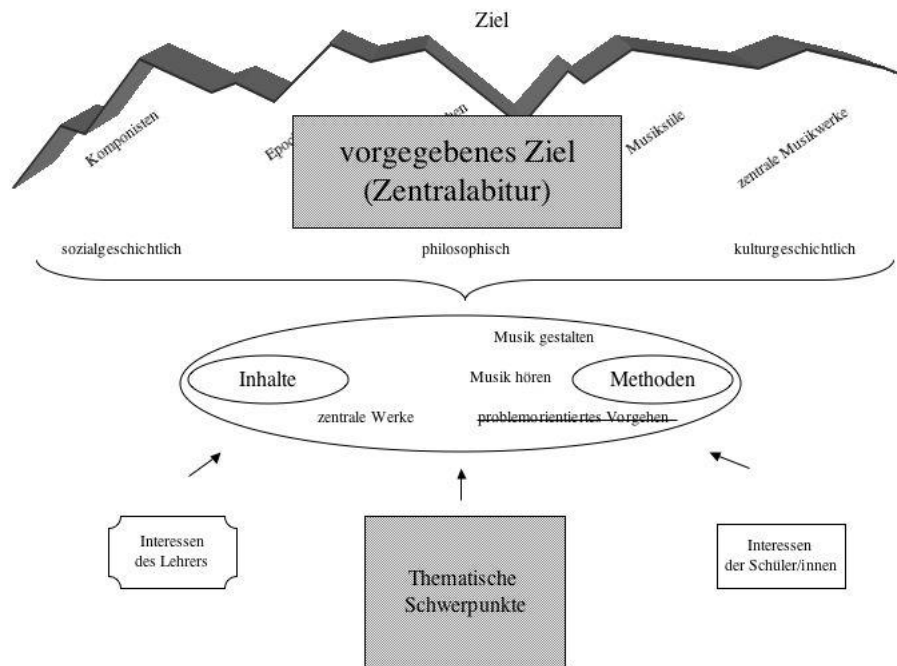 Ziel
Komponisten
Musikstile
zentrale Musikwerke
vorgegebenes Ziel
(Zentralabitur)
sozialgeschichtlich
philosophisch
kulturgeschichtlich
Musik gestalten
Inhalte
Musik hören
Methoden
zentrale Werke
problemorientiertes Vorgehen
Interessen
des Lehrers
Thematische
Schwerpunkte
Interessen
der Schüler/innen